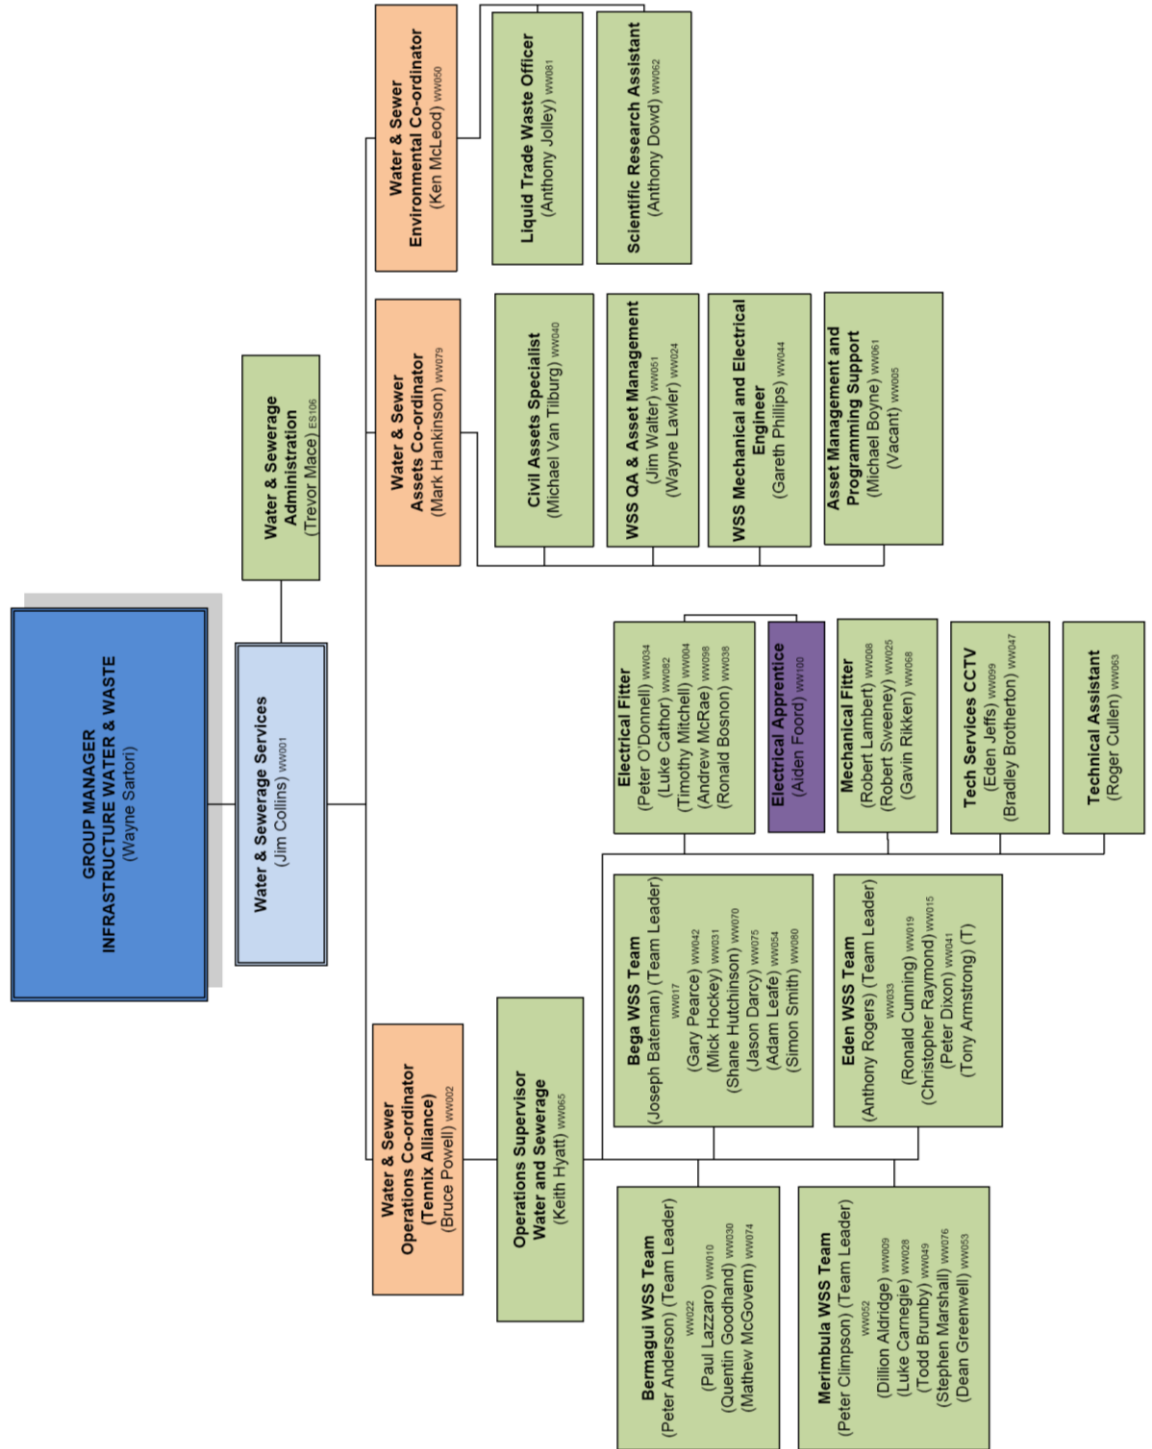 GROUP MANAGER
INFRASTRUCTURE WATER & WASTE
(Wayne Sartori)
Water & Sewerage Services
(Jim Collins) WW001
Water & Sewerage
Administration
(Trevor Mace) ES106
Water & Sewer
Operations Co-ordinator
(Tennix Alliance)
(Bruce Powell) WW002
Water & Sewer
Assets Co-ordinator
(Mark Hankinson) WW079
Water & Sewer
Environmental Co-ordinator
(Ken McLeod) WW050
Operations Supervisor
Water and Sewerage
(Keith Hyatt) WW065
Bermagui WSS Team
(Peter Anderson) (Team Leader)
WW022
(Paul Lazzaro) WW010
(Quentin Goodhand) WW030
(Mathew McGovern) WW074
Merimbula WSS Team
(Peter Climpson) (Team Leader)
WW052
(Dillion Aldridge) WW009
(Luke Carnegie) WW028
(Todd Brumby) WW049
(Stephen Marshall) WW076
(Dean Greenwell) WW053
Bega WSS Team
(Joseph Bateman) (Team Leader)
WW017
(Gary Pearce) WW042
(Mick Hockey) WW031
(Shane Hutchinson) WW070
(Jason Darcy) WW075
(Adam Leafe) WW054
(Simon Smith) WW080
Eden WSS Team
(Anthony Rogers) (Team Leader)
WW033
(Ronald Cunning) WW019
(Christopher Raymond) WW015
(Peter Dixon) WW041
(Tony Armstrong) (T)
Electrical Fitter
(Peter O'Donnell) WW034
(Luke Cathor) WW082
(Timothy Mitchell) WW004
(Andrew McRae) WW098
(Ronald Bosnon) WW038
Electrical Apprentice
(Aiden Foord) WW100
Mechanical Fitter
(Robert Lambert) WW008
(Robert Sweeney) WW025
(Gavin Rikken) WW068
Tech Services CCTV
(Eden Jeffs) WW099
(Bradley Brotherton) WW047
Technical Assistant
(Roger Cullen) WW063
Civil Assets Specialist
(Michael Van Tilburg) WW040
WSS QA & Asset Management
(Jim Walter) WW051
(Wayne Lawler) WW024
WSS Mechanical and Electrical
Engineer
(Gareth Phillips) WW044
Asset Management and
Programming Support
(Michael Boyne) WW061
(Vacant) WW005
Liquid Trade Waste Officer
(Anthony Jolley) WW081
Scientific Research Assistant
(Anthony Dowd) WW062